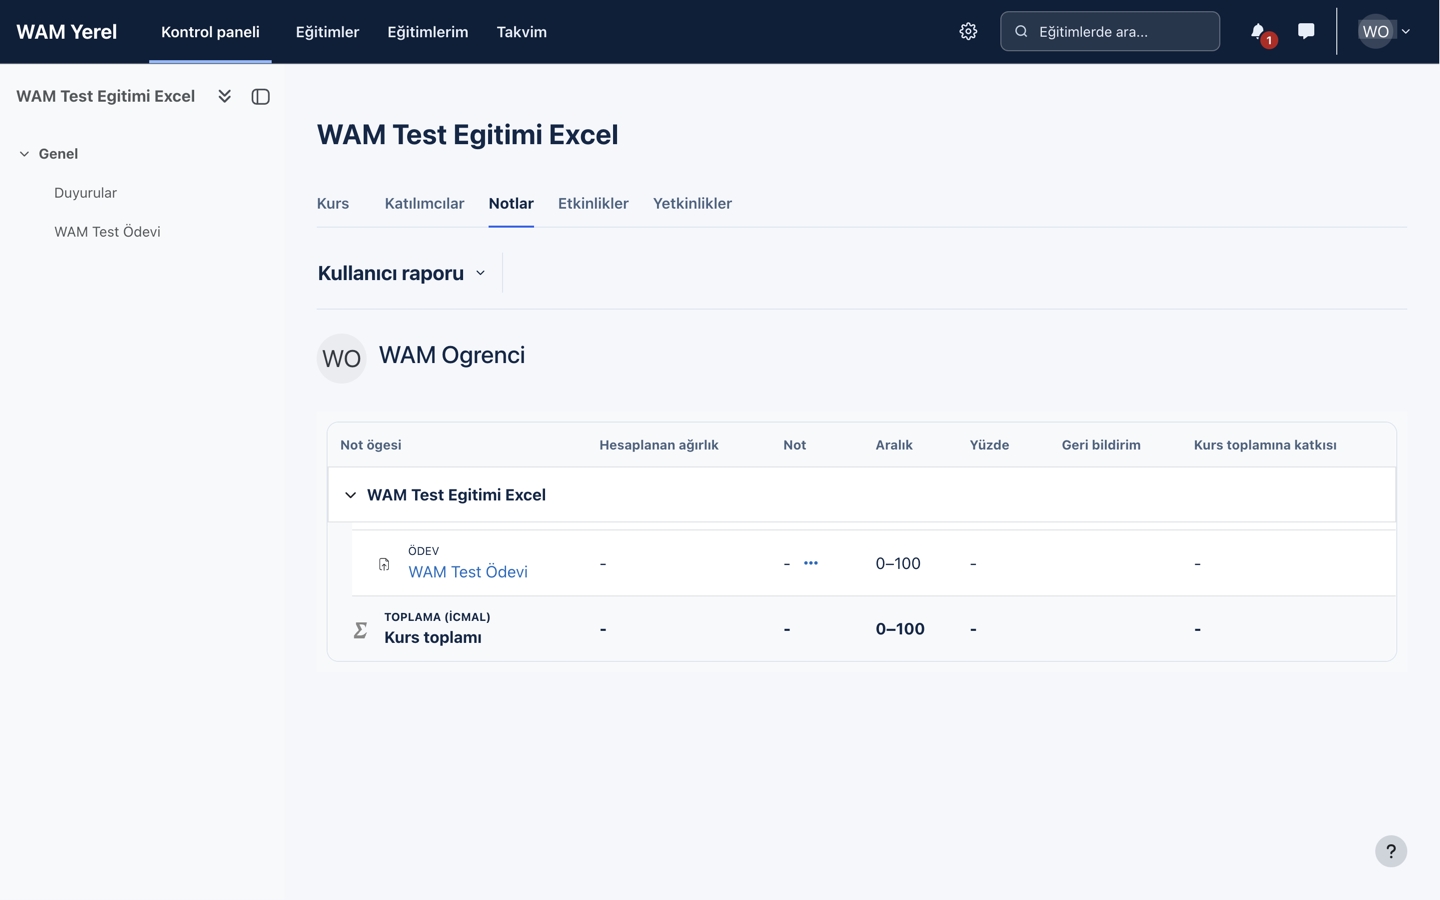 WAM Yerel
Kontrol paneli
Eğitimler
Eğitimlerim
Takvim
Eğitimlerde ara...
1
WO
WAM Test Egitimi Excel
Genel
Duyurular
WAM Test Ödevi
WAM Test Egitimi Excel
Kurs
Katılımcılar
Notlar
Etkinlikler
Yetkinlikler
Kullanıcı raporu
WO
WAM Ogrenci
Not ögesi
Hesaplanan ağırlık
Not
Aralık
Yüzde
Geri bildirim
Kurs toplamına katkısı
WAM Test Egitimi Excel
ÖDEV
WAM Test Ödevi
-
-
0–100
-
-
TOPLAMA (İCMAL)
Kurs toplamı
-
-
0–100
-
-
?